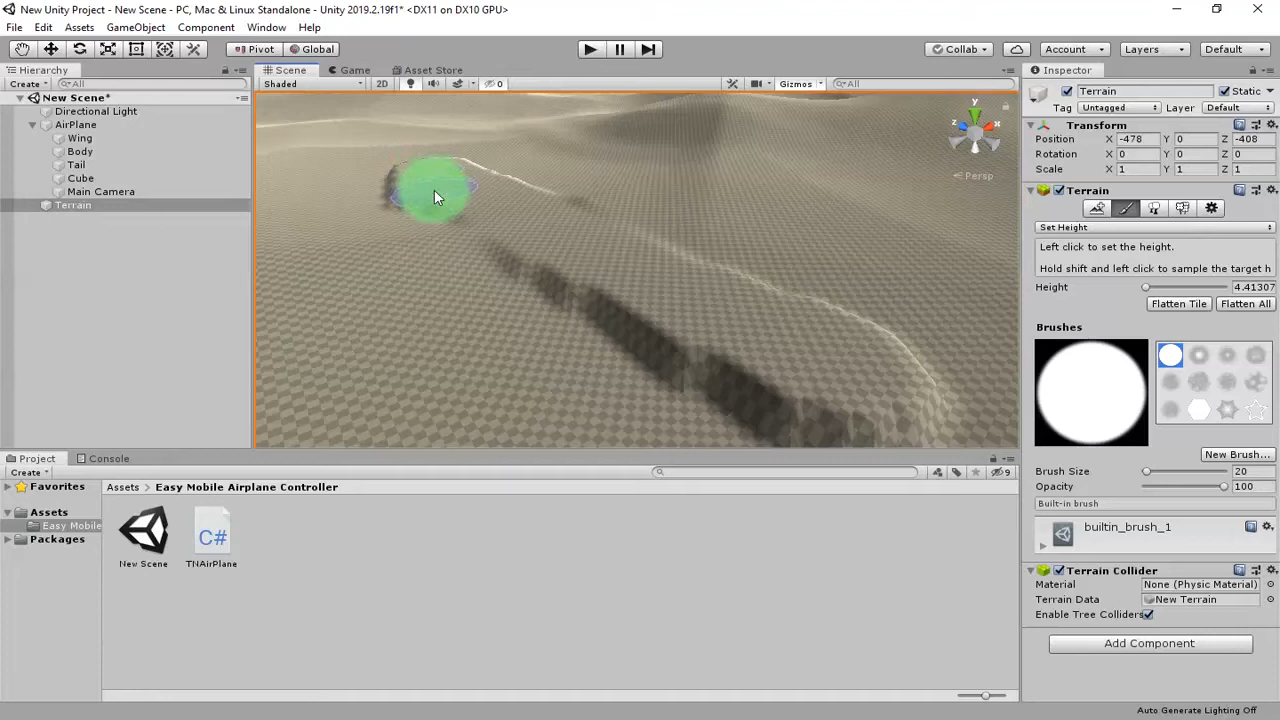 New Unity Project - New Scene - PC, Mac & Linux Standalone - Unity 2019.2.19f1* <DX11 on DX10 GPU>
File Edit Assets GameObject Component Window Help
Pivot Global Collab Account Layers Default
Hierarchy Scene Game Asset Store Inspector
Create All Shaded 2D 0 Gizmos All Terrain Static
New Scene*
Tag Untagged Layer Default
Directional Light
AirPlane
Wing
Body
Tail
Cube
Main Camera
Terrain
y
z x
Persp
Transform
Position X -478 Y 0 Z -408
Rotation X 0 Y 0 Z 0
Scale X 1 Y 1 Z 1
Terrain
Set Height
Left click to set the height.
Hold shift and left click to sample the target h
Height 4.41307
Flatten Tile Flatten All
Brushes
New Brush...
Brush Size 20
Opacity 100
Built-in brush
builtin_brush_1
Terrain Collider
Material None (Physic Material)
Terrain Data New Terrain
Enable Tree Colliders
Add Component
Project Console
Create 9
Favorites
Assets
Easy Mobile
Packages
Assets > Easy Mobile Airplane Controller
C#
New Scene TNAirPlane
Auto Generate Lighting Off